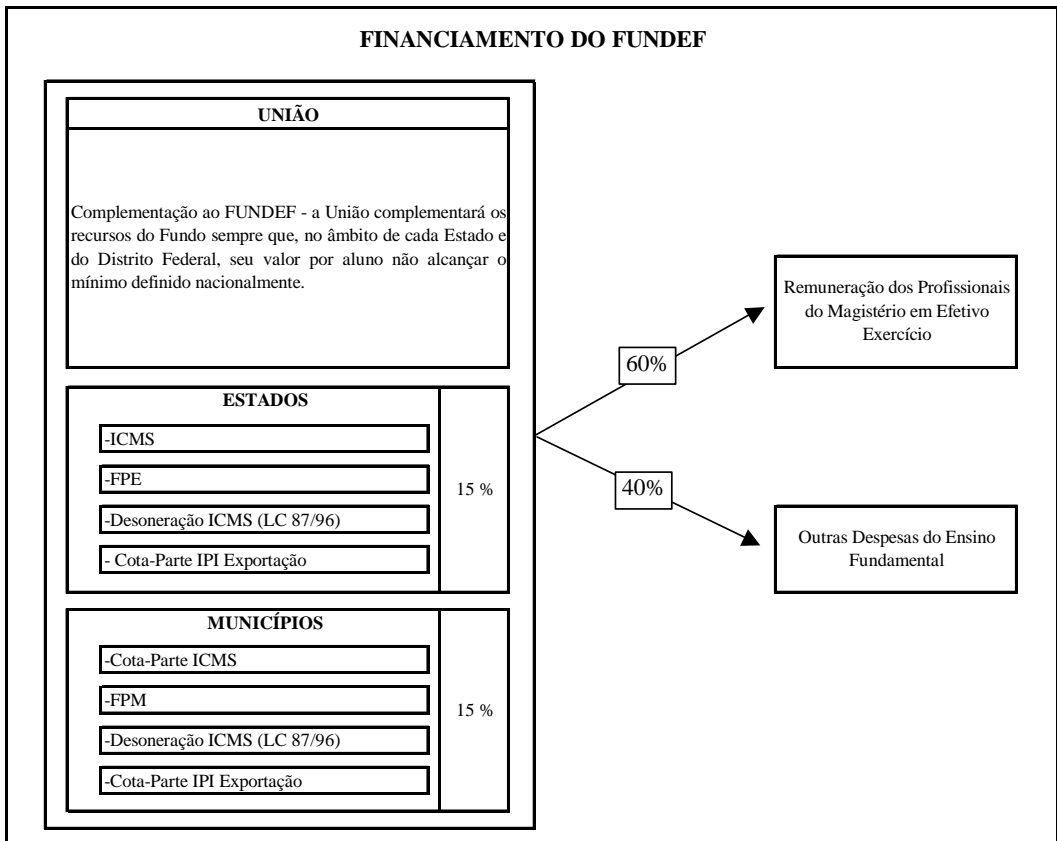 FINANCIAMENTO DO FUNDEF
UNIÃO
Complementação ao FUNDEF - a União complementará os
recursos do Fundo sempre que, no âmbito de cada Estado e
do Distrito Federal, seu valor por aluno não alcançar o
mínimo definido nacionalmente.
ESTADOS
-ICMS
-FPE
-Desoneração ICMS (LC 87/96)
- Cota-Parte IPI Exportação
15 %
MUNICÍPIOS
-Cota-Parte ICMS
-FPM
-Desoneração ICMS (LC 87/96)
-Cota-Parte IPI Exportação
15 %
60%
Remuneração dos Profissionais
do Magistério em Efetivo
Exercício
40%
Outras Despesas do Ensino
Fundamental